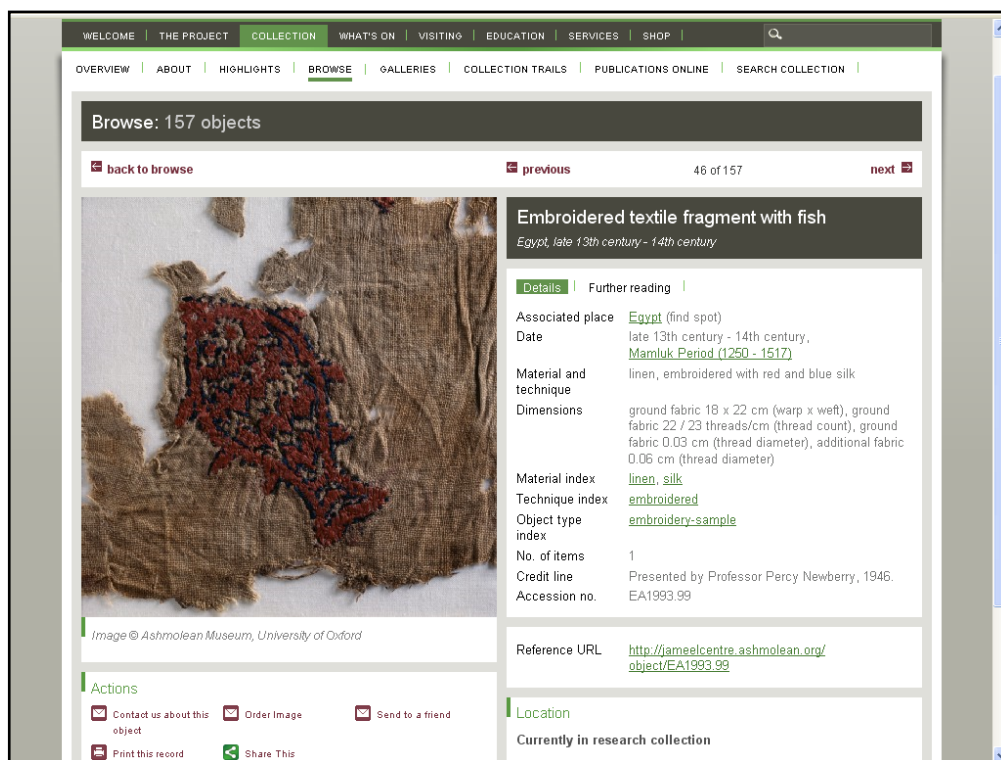 WELCOME THE PROJECT COLLECTION WHAT'S ON VISITING EDUCATION SERVICES SHOP
OVERVIEW ABOUT HIGHLIGHTS BROWSE GALLERIES COLLECTION TRAILS PUBLICATIONS ONLINE SEARCH COLLECTION
Browse: 157 objects
back to browse
previous 46 of 157 next
Embroidered textile fragment with fish
Egypt, late 13th century - 14th century
Details Further reading
Associated place Egypt (find spot)
Date late 13th century - 14th century,
Mamluk Period (1250 - 1517)
Material and technique linen, embroidered with red and blue silk
Dimensions ground fabric 18 x 22 cm (warp x weft), ground
fabric 22 / 23 threads/cm (thread count), ground
fabric 0.03 cm (thread diameter), additional fabric
0.06 cm (thread diameter)
Material index linen, silk
Technique index embroidered
Object type index embroidery-sample
No. of items 1
Credit line Presented by Professor Percy Newberry, 1946.
Accession no. EA1993.99
Image © Ashmolean Museum, University of Oxford
Reference URL http://jameelcentre.ashmolean.org/
object/EA1993.99
Actions
Contact us about this object
Order Image
Send to a friend
Print this record
Share This
Location
Currently in research collection